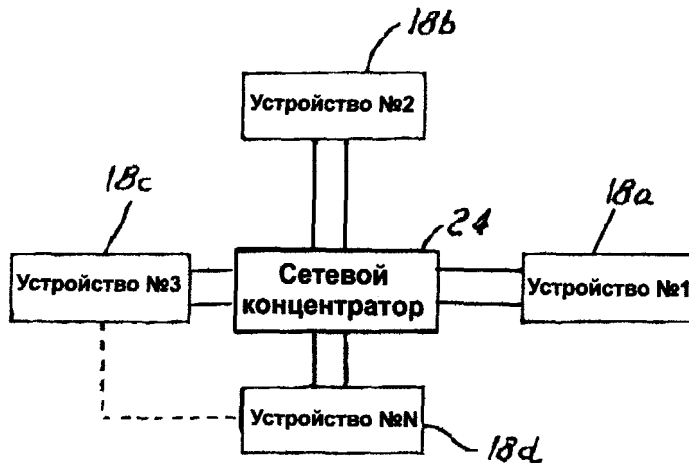 18b
Устройство №2
18c
24
18a
Устройство №3
Сетевой
концентратор
Устройство №1
Устройство №N
18d